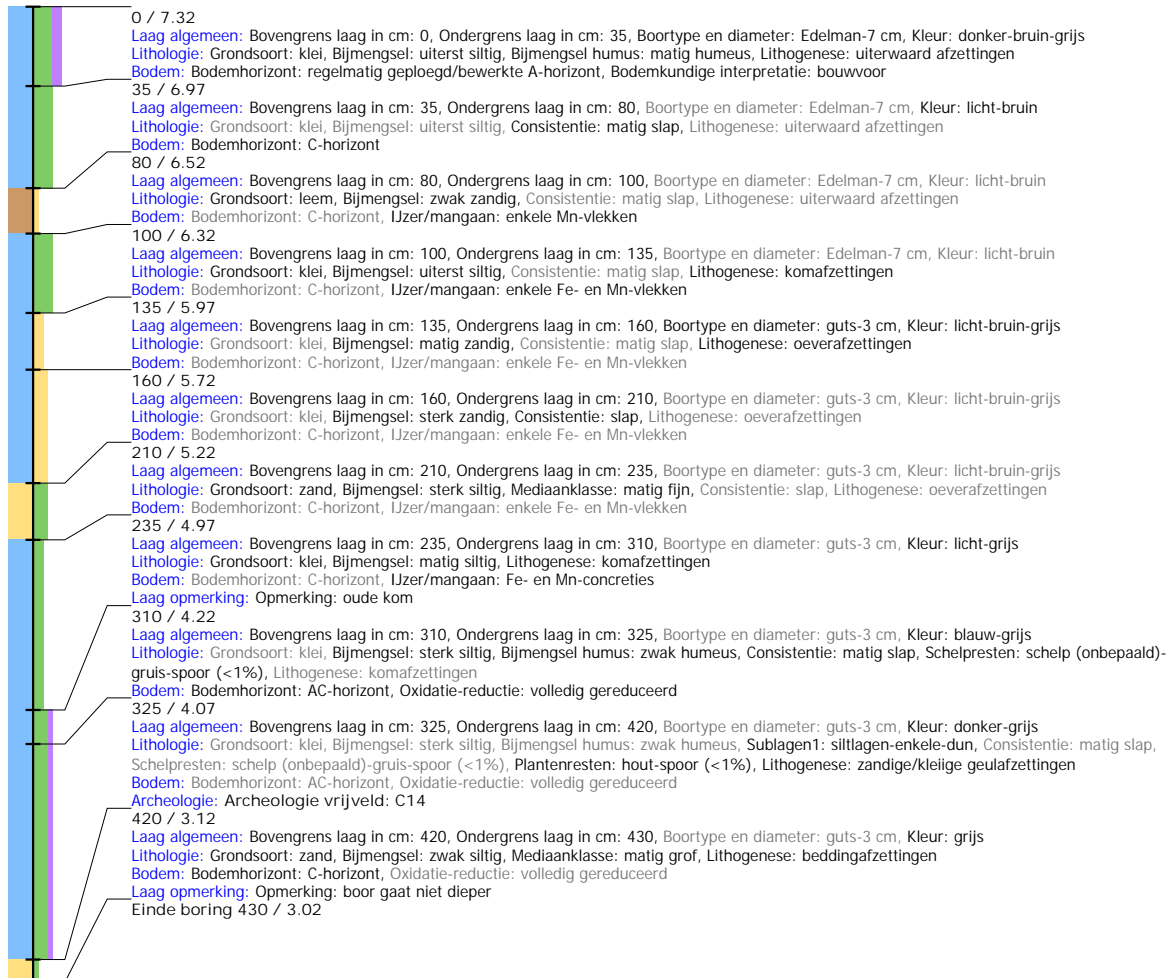 0 / 7.32
Laag algemeen: Bovengrens laag in cm: 0, Ondergrens laag in cm: 35, Boortype en diameter: Edelman-7 cm, Kleur: donker-bruin-grijs
Lithologie: Grondsoort: klei, Bijmengsel: uiterst siltig, Bijmengsel humus: matig humeus, Lithogenese: uiterwaard afzettingen
Bodem: Bodemhorizont: regelmatig geploegd/bewerkte A-horizont, Bodemkundige interpretatie: bouwvoor
35 / 6.97
Laag algemeen: Bovengrens laag in cm: 35, Ondergrens laag in cm: 80, Boortype en diameter: Edelman-7 cm, Kleur: licht-bruin
Lithologie: Grondsoort: klei, Bijmengsel: uiterst siltig, Consistentie: matig slap, Lithogenese: uiterwaard afzettingen
Bodem: Bodemhorizont: C-horizont
80 / 6.52
Laag algemeen: Bovengrens laag in cm: 80, Ondergrens laag in cm: 100, Boortype en diameter: Edelman-7 cm, Kleur: licht-bruin
Lithologie: Grondsoort: leem, Bijmengsel: zwak zandig, Consistentie: matig slap, Lithogenese: uiterwaard afzettingen
Bodem: Bodemhorizont: C-horizont, IJzer/mangaan: enkele Mn-vlekken
100 / 6.32
Laag algemeen: Bovengrens laag in cm: 100, Ondergrens laag in cm: 135, Boortype en diameter: Edelman-7 cm, Kleur: licht-bruin
Lithologie: Grondsoort: klei, Bijmengsel: uiterst siltig, Consistentie: matig slap, Lithogenese: komafzettingen
Bodem: Bodemhorizont: C-horizont, IJzer/mangaan: enkele Fe- en Mn-vlekken
135 / 5.97
Laag algemeen: Bovengrens laag in cm: 135, Ondergrens laag in cm: 160, Boortype en diameter: guts-3 cm, Kleur: licht-bruin-grijs
Lithologie: Grondsoort: klei, Bijmengsel: matig zandig, Consistentie: matig slap, Lithogenese: oeverafzettingen
Bodem: Bodemhorizont: C-horizont, IJzer/mangaan: enkele Fe- en Mn-vlekken
160 / 5.72
Laag algemeen: Bovengrens laag in cm: 160, Ondergrens laag in cm: 210, Boortype en diameter: guts-3 cm, Kleur: licht-bruin-grijs
Lithologie: Grondsoort: klei, Bijmengsel: sterk zandig, Consistentie: slap, Lithogenese: oeverafzettingen
Bodem: Bodemhorizont: C-horizont, IJzer/mangaan: enkele Fe- en Mn-vlekken
210 / 5.22
Laag algemeen: Bovengrens laag in cm: 210, Ondergrens laag in cm: 235, Boortype en diameter: guts-3 cm, Kleur: licht-bruin-grijs
Lithologie: Grondsoort: zand, Bijmengsel: sterk siltig, Mediaanklasse: matig fijn, Consistentie: slap, Lithogenese: oeverafzettingen
Bodem: Bodemhorizont: C-horizont, IJzer/mangaan: enkele Fe- en Mn-vlekken
235 / 4.97
Laag algemeen: Bovengrens laag in cm: 235, Ondergrens laag in cm: 310, Boortype en diameter: guts-3 cm, Kleur: licht-grijs
Lithologie: Grondsoort: klei, Bijmengsel: matig siltig, Lithogenese: komafzettingen
Bodem: Bodemhorizont: C-horizont, IJzer/mangaan: Fe- en Mn-concreties
Laag opmerking: Opmerking: oude kom
310 / 4.22
Laag algemeen: Bovengrens laag in cm: 310, Ondergrens laag in cm: 325, Boortype en diameter: guts-3 cm, Kleur: blauw-grijs
Lithologie: Grondsoort: klei, Bijmengsel: sterk siltig, Bijmengsel humus: zwak humeus, Consistentie: matig slap, Schelpresten: schelp (onbepaald)-
gruis-spoor (<1%), Lithogenese: komafzettingen
Bodem: Bodemhorizont: AC-horizont, Oxidatie-reductie: volledig gereduceerd
325 / 4.07
Laag algemeen: Bovengrens laag in cm: 325, Ondergrens laag in cm: 420, Boortype en diameter: guts-3 cm, Kleur: donker-grijs
Lithologie: Grondsoort: klei, Bijmengsel: sterk siltig, Bijmengsel humus: zwak humeus, Sublagen1: siltlagen-enkele-dun, Consistentie: matig slap,
Schelpresten: schelp (onbepaald)-gruis-spoor (<1%), Plantenresten: hout-spoor (<1%), Lithogenese: zandige/kleiige geulafzettingen
Bodem: Bodemhorizont: AC-horizont, Oxidatie-reductie: volledig gereduceerd
Archeologie: Archeologie vrijveld: C14
420 / 3.12
Laag algemeen: Bovengrens laag in cm: 420, Ondergrens laag in cm: 430, Boortype en diameter: guts-3 cm, Kleur: grijs
Lithologie: Grondsoort: zand, Bijmengsel: zwak siltig, Mediaanklasse: matig grof, Lithogenese: beddingafzettingen
Bodem: Bodemhorizont: C-horizont, Oxidatie-reductie: volledig gereduceerd
Laag opmerking: Opmerking: boor gaat niet dieper
Einde boring 430 / 3.02